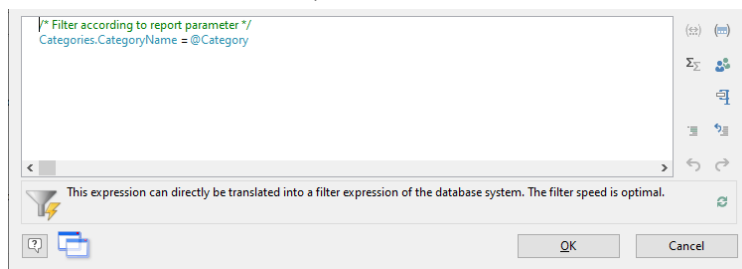 /* Filter according to report parameter */
Categories.CategoryName = @Category
ΣΣ
This expression can directly be translated into a filter expression of the database system. The filter speed is optimal.
OK
Cancel